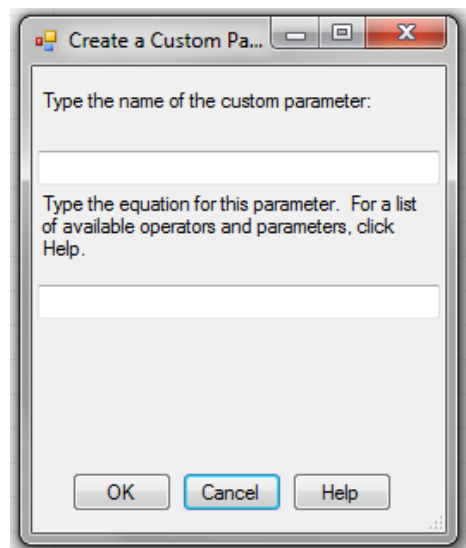 Create a Custom Pa...
Type the name of the custom parameter:
Type the equation for this parameter.  For a list
of available operators and parameters, click
Help.
OK Cancel Help